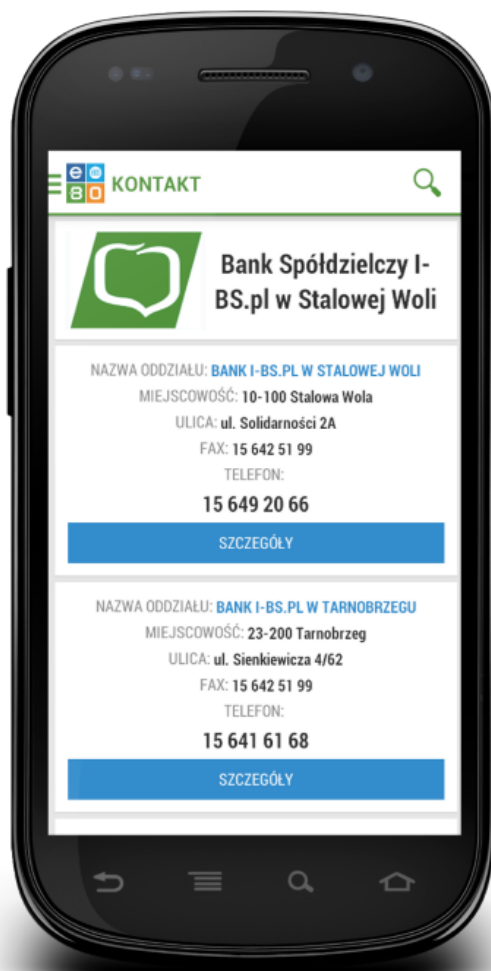 e
80
KONTAKT
Bank Spółdzielczy I-
BS.pl w Stalowej Woli
NAZWA ODDZIAŁU: BANK I-BS.PL W STALOWEJ WOLI
MIEJSCOWOŚĆ: 10-100 Stalowa Wola
ULICA: ul. Solidarności 2A
FAX: 15 642 51 99
TELEFON:
15 649 20 66
SZCZEGÓŁY
NAZWA ODDZIAŁU: BANK I-BS.PL W TARNOBRZEGU
MIEJSCOWOŚĆ: 23-200 Tarnobrzeg
ULICA: ul. Sienkiewicza 4/62
FAX: 15 642 51 99
TELEFON:
15 641 61 68
SZCZEGÓŁY